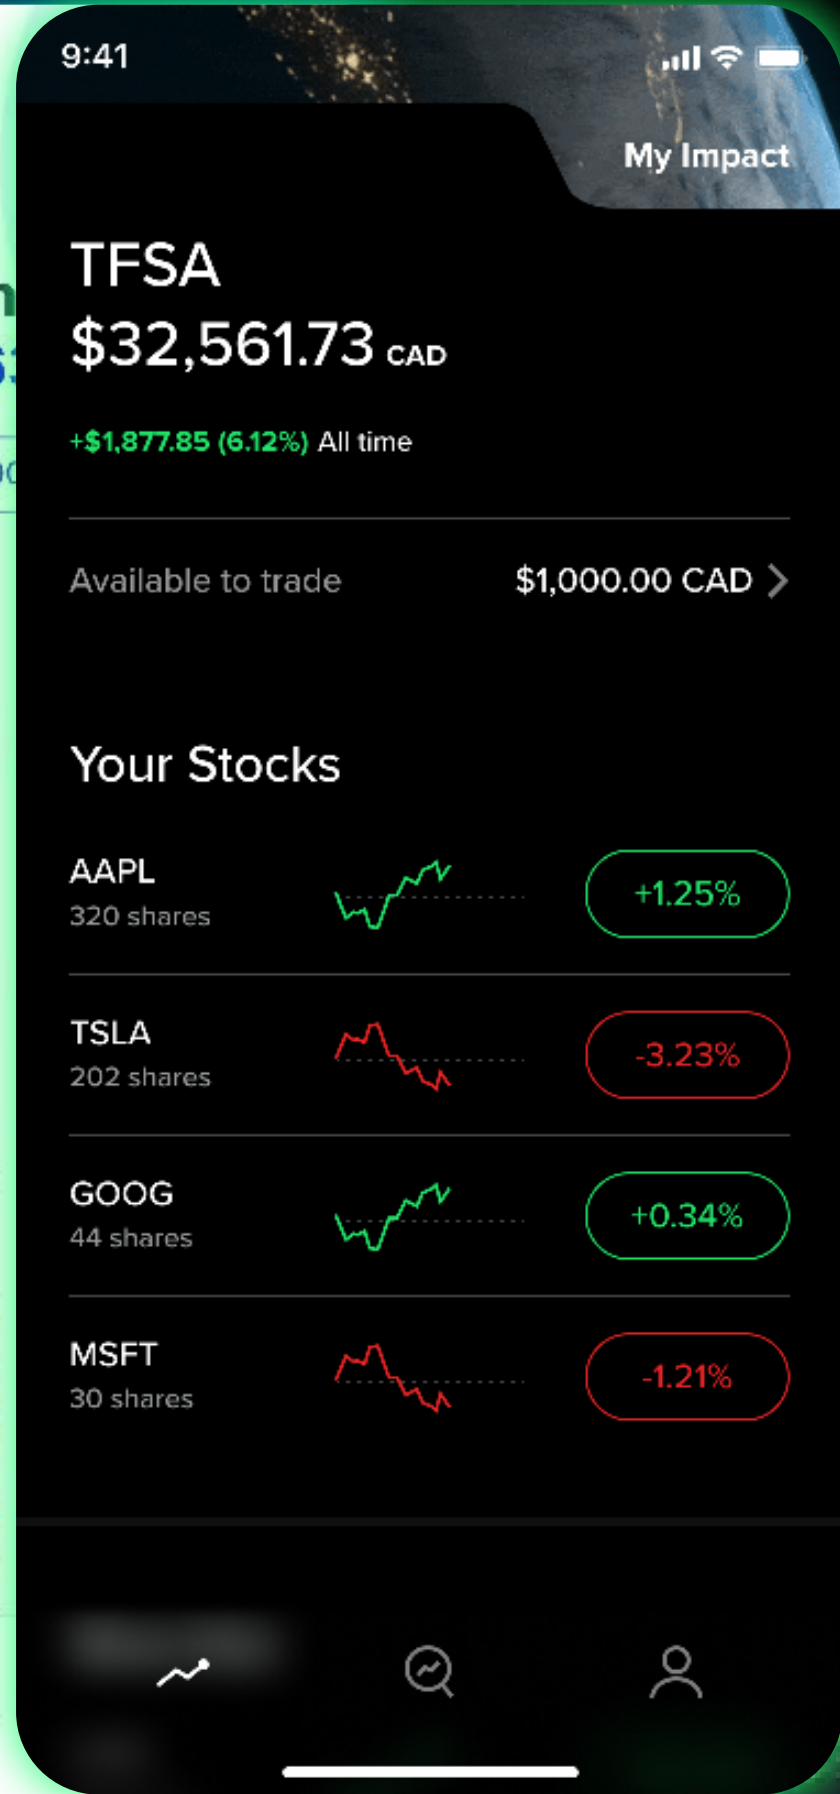 9:41
My Impact
TFSA
$32,561.73 CAD
+$1,877.85 (6.12%) All time
Available to trade $1,000.00 CAD
Your Stocks
AAPL
320 shares
+1.25%
TSLA
202 shares
-3.23%
GOOG
44 shares
+0.34%
MSFT
30 shares
-1.21%